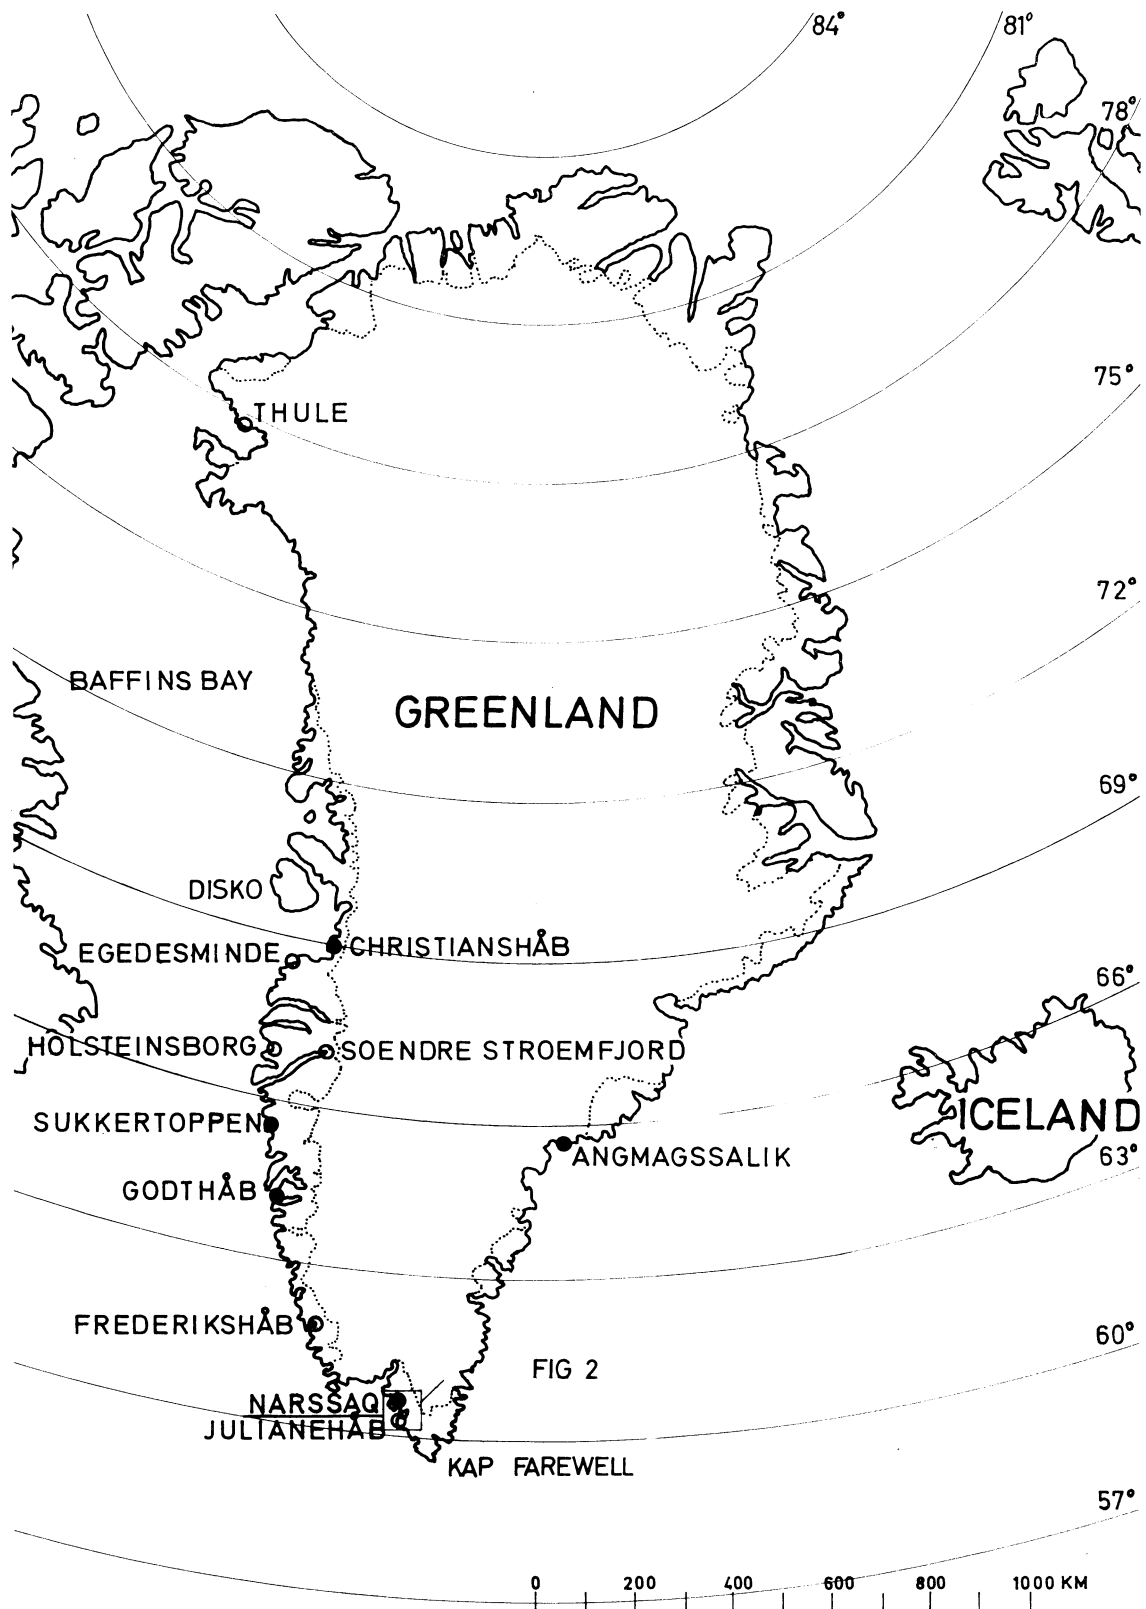 84°
81°
78°
75°
THULE
72°
BAFFINS BAY
GREENLAND
69°
DISKO
EGEDESMINDE
CHRISTIANSHÅB
66°
HOLSTEINSBORG
SOENDRE STROEMFJORD
SUKKERTOPPEN
ICELAND
ANGMAGSSALIK
63°
GODTHÅB
FREDERIKSHÅB
60°
FIG 2
NARSSAQ
JULIANEHÅB
KAP FAREWELL
57°
0 200 400 600 800 1000 KM